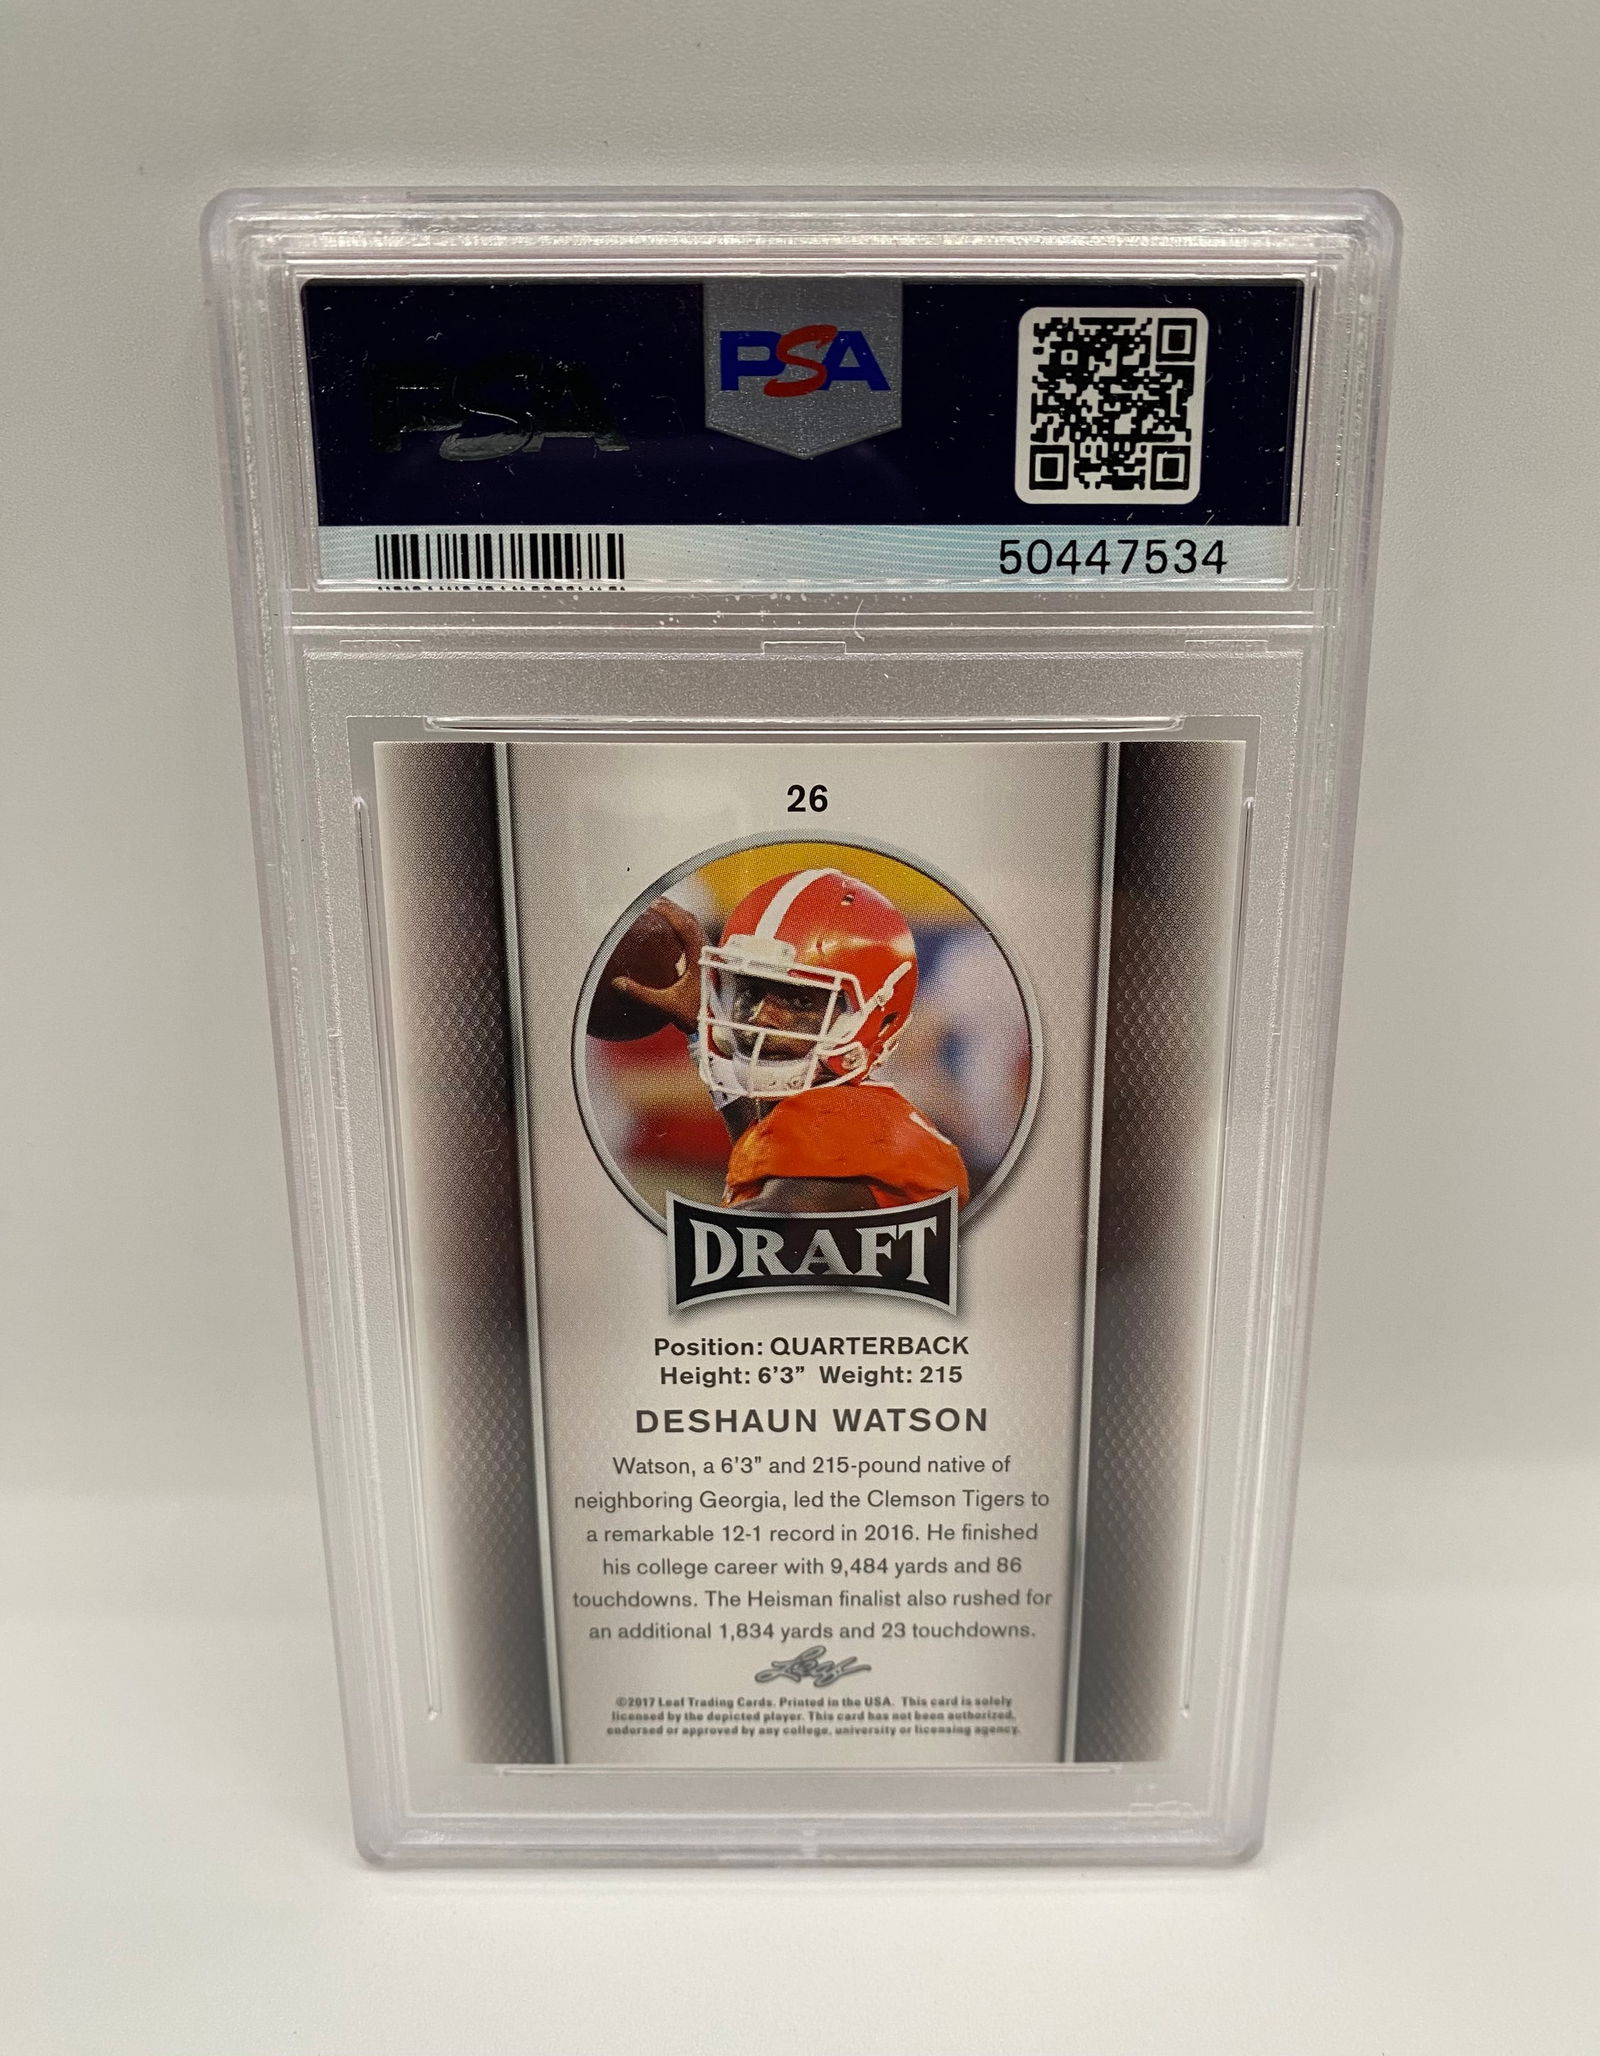 PSA
PSA
50447534
26
DRAFT
Position: QUARTERBACK
Height: 6'3” Weight: 215
DESHAUN WATSON
Watson, a 6'3” and 215-pound native of
neighboring Georgia, led the Clemson Tigers to
a remarkable 12-1 record in 2016. He finished
his college career with 9,484 yards and 86
touchdowns. The Heisman finalist also rushed for
an additional 1,834 yards and 23 touchdowns.
Leaf
©2017 Leaf Trading Cards. Printed in the USA. This card is solely
licensed by the depicted player. This card has not been authorized,
endorsed or approved by any college, university or licensing agency.